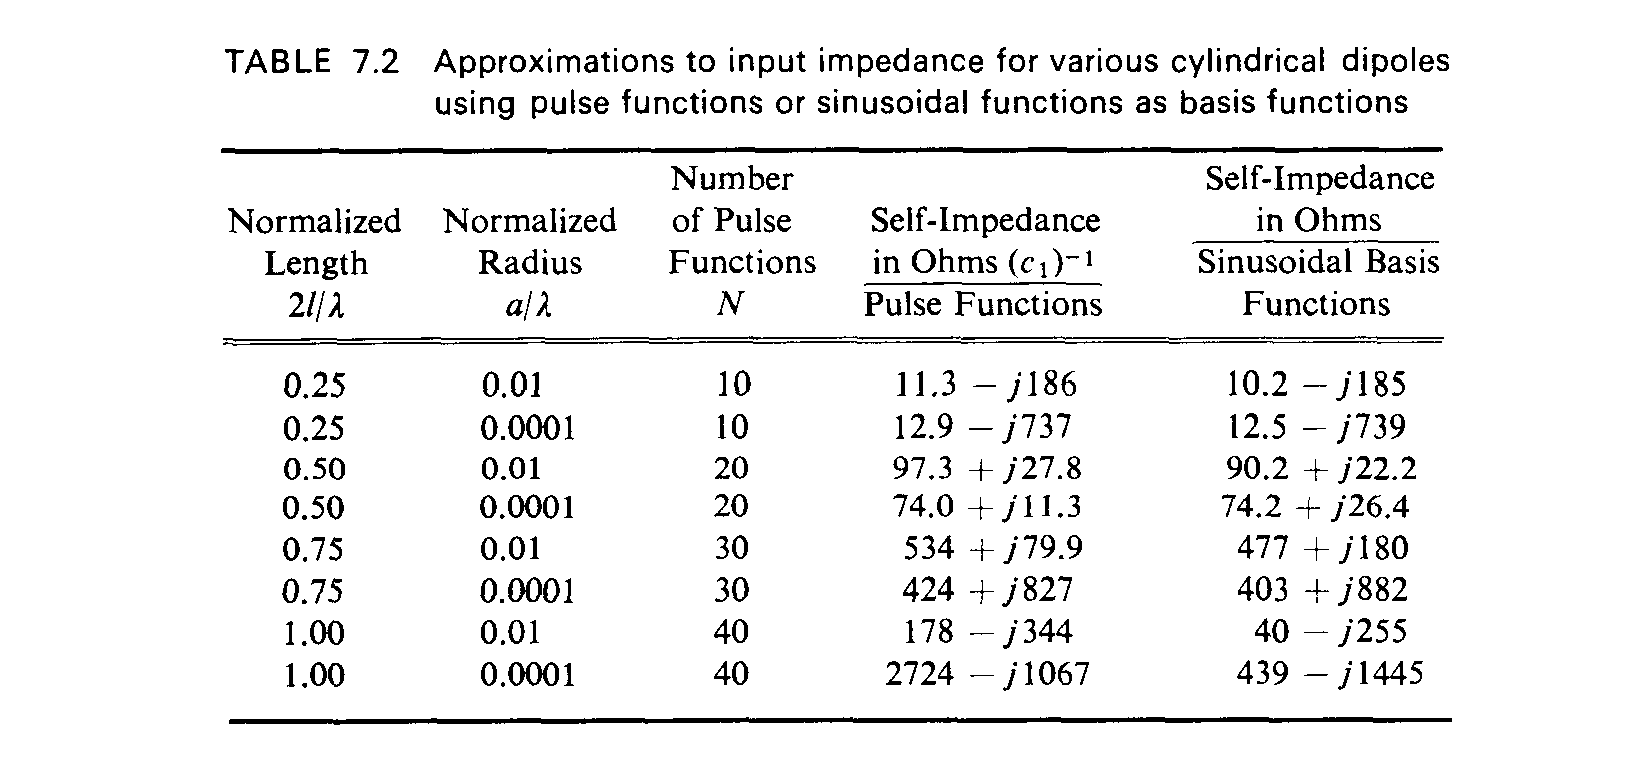 TABLE 7.2 Approximations to input impedance for various cylindrical dipoles
using pulse functions or sinusoidal functions as basis functions
Number Self-Impedance
Normalized Normalized of Pulse Self-Impedance in Ohms
Length Radius Functions in Ohms (c₁)⁻¹ Sinusoidal Basis
2l/λ a/λ N Pulse Functions Functions
0.25 0.01 10 11.3 − j186 10.2 − j185
0.25 0.0001 10 12.9 − j737 12.5 − j739
0.50 0.01 20 97.3 + j27.8 90.2 + j22.2
0.50 0.0001 20 74.0 + j11.3 74.2 + j26.4
0.75 0.01 30 534 + j79.9 477 + j180
0.75 0.0001 30 424 + j827 403 + j882
1.00 0.01 40 178 − j344 40 − j255
1.00 0.0001 40 2724 − j1067 439 − j1445